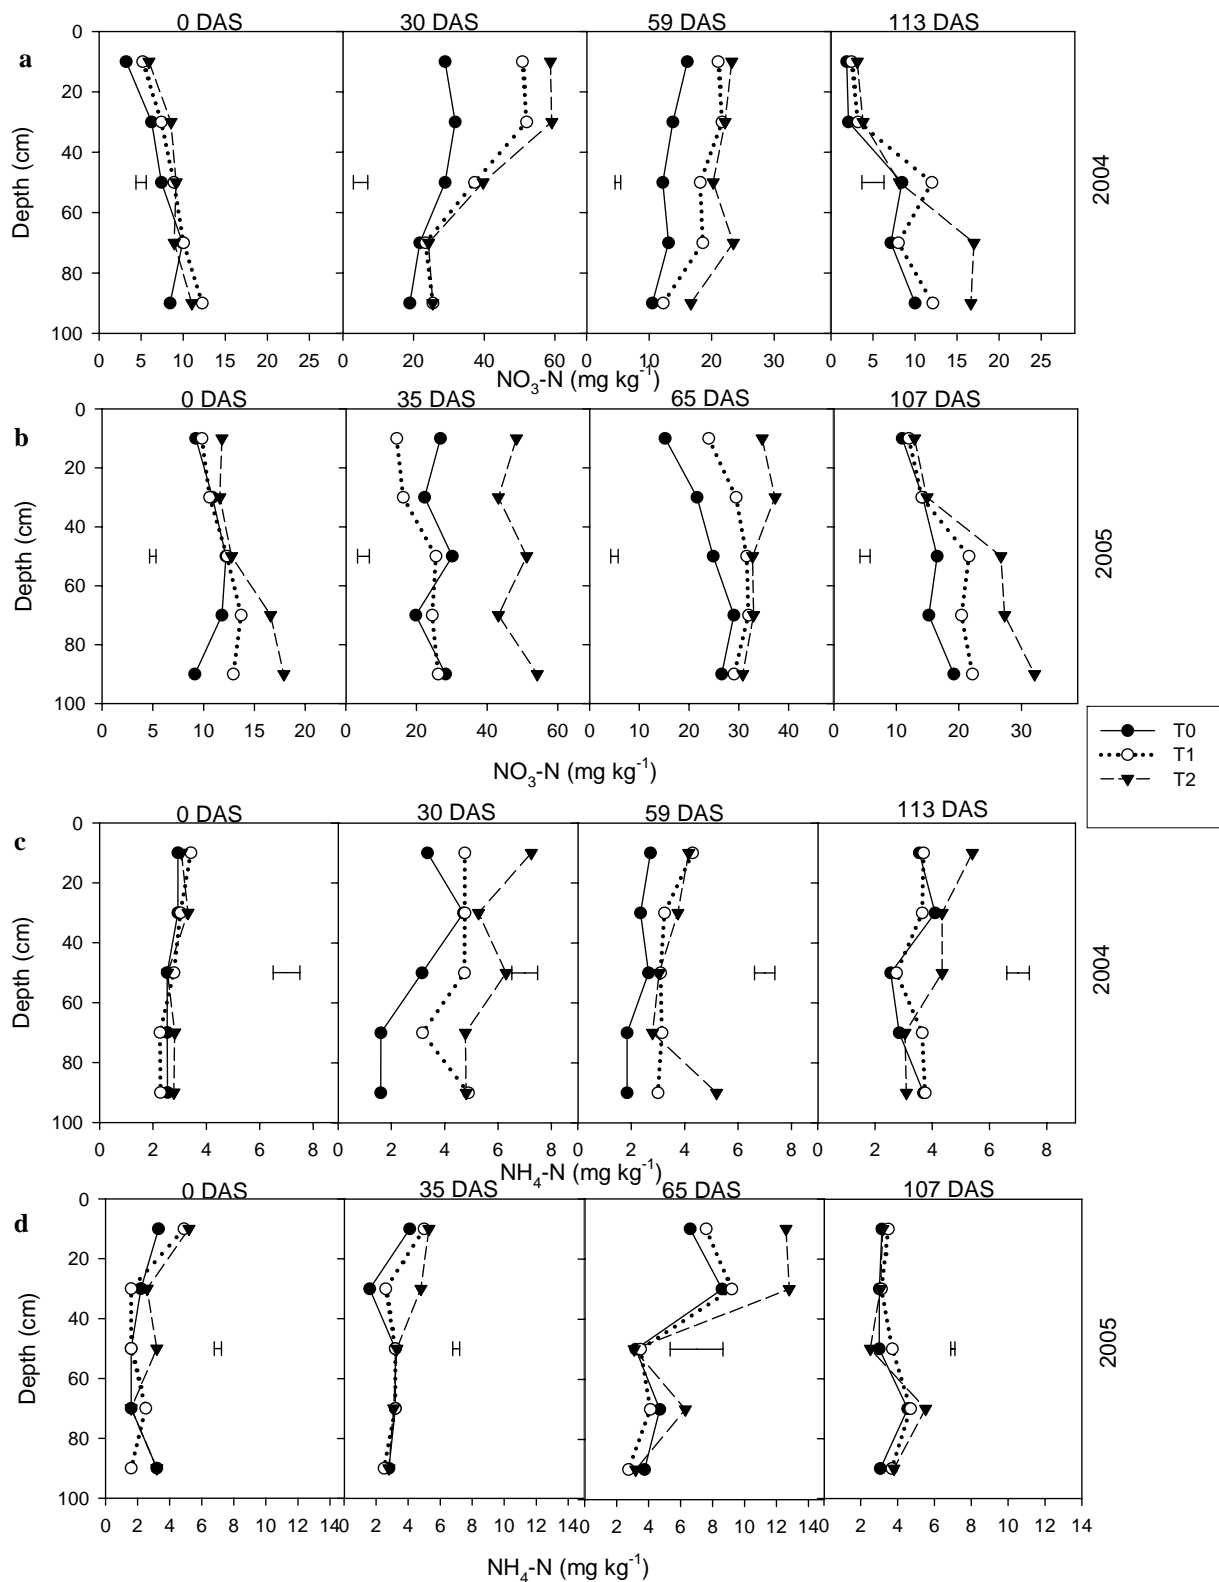 0 DAS 30 DAS 59 DAS 113 DAS
a
0
20
40
60
80
100
Depth (cm)
2004
0 5 10 15 20 25 0 20 40 60 80 0 10 20 30 0 5 10 15 20 25
NO3-N (mg kg-1)
0 DAS 35 DAS 65 DAS 107 DAS
b
0
20
40
60
80
100
Depth (cm)
2005
0 5 10 15 20 0 20 40 60 0 10 20 30 40 0 10 20 30
NO3-N (mg kg-1)
T0
T1
T2
0 DAS 30 DAS 59 DAS 113 DAS
c
0
20
40
60
80
100
Depth (cm)
2004
0 2 4 6 8 0 2 4 6 8 0 2 4 6 8 0 2 4 6 8
NH4-N (mg kg-1)
0 DAS 35 DAS 65 DAS 107 DAS
d
0
20
40
60
80
100
Depth (cm)
2005
0 2 4 6 8 10 12 14 2 4 6 8 10 12 14 2 4 6 8 10 12 14 0 2 4 6 8 10 12 14
NH4-N (mg kg-1)